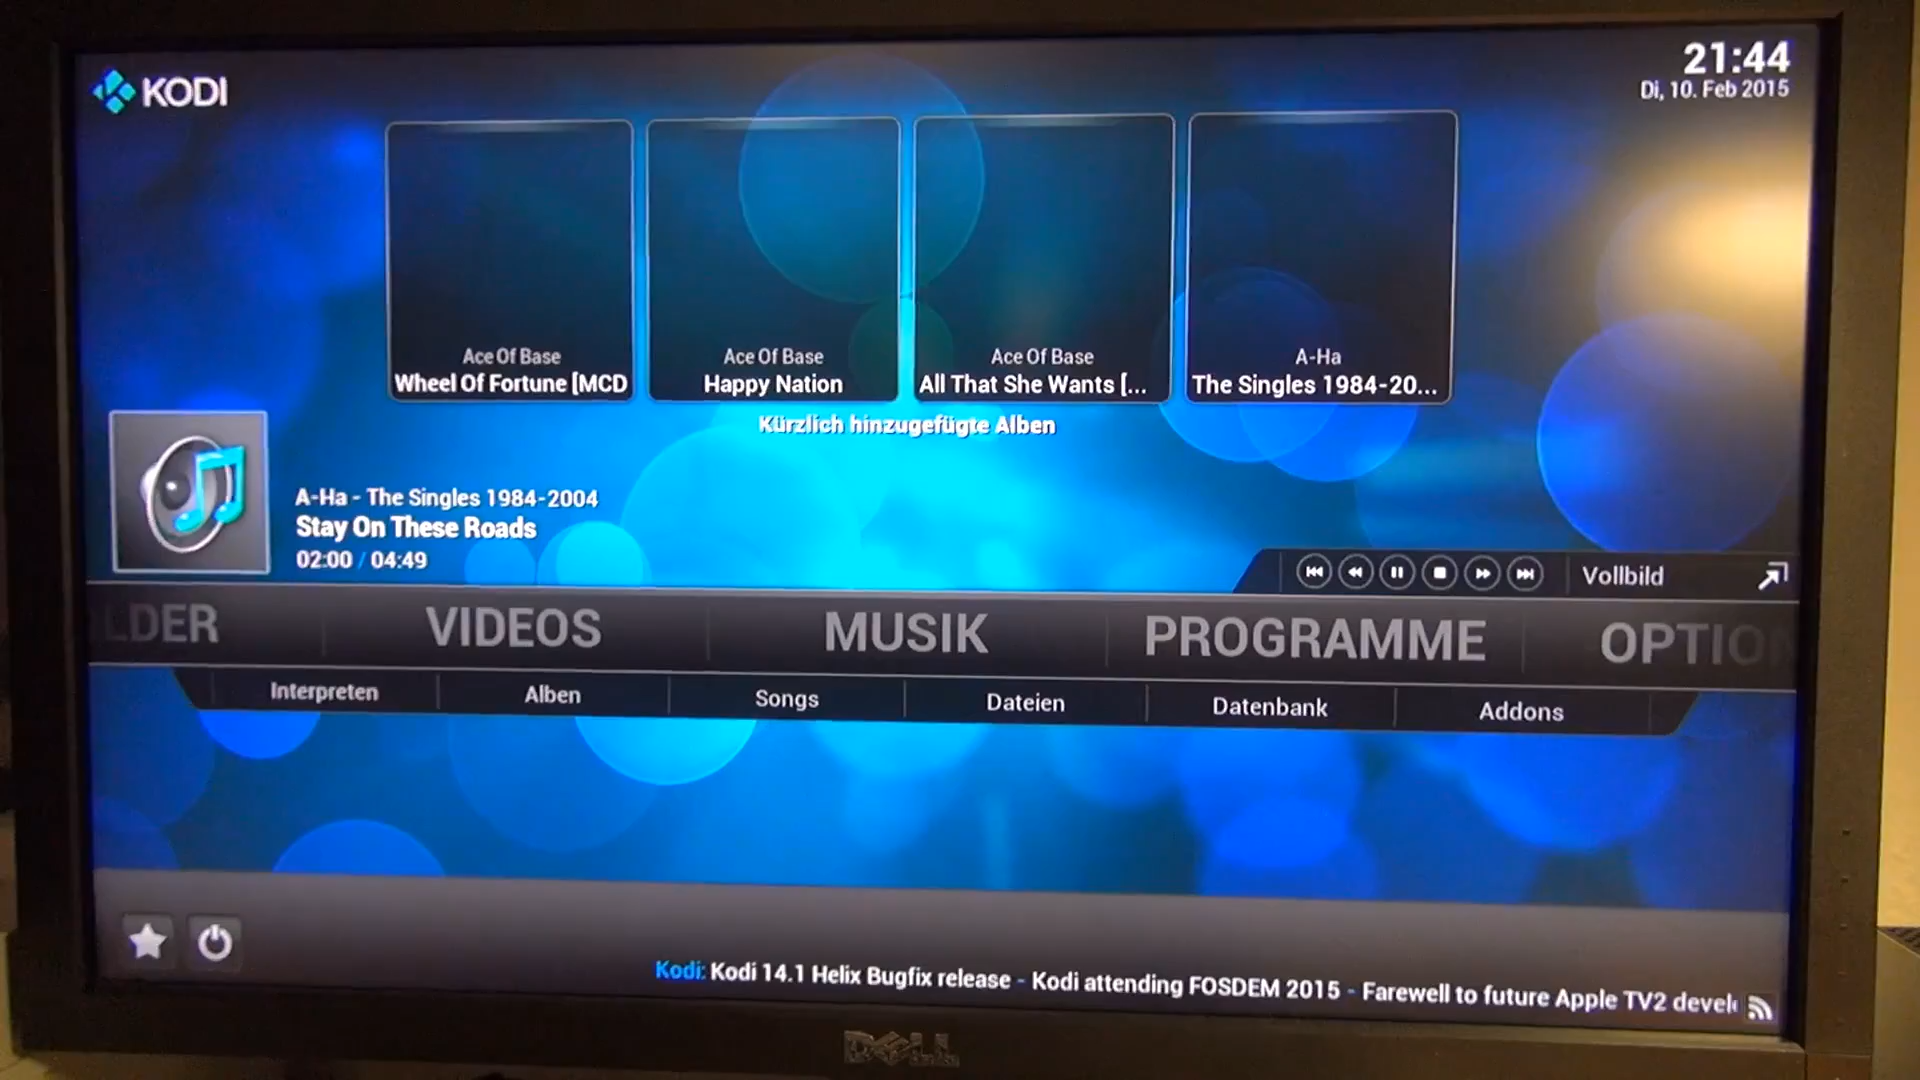 KODI
21:44
Di, 10. Feb 2015
Ace Of Base
Wheel Of Fortune [MCD
Ace Of Base
Happy Nation
Ace Of Base
All That She Wants [...
A-Ha
The Singles 1984-20...
Kürzlich hinzugefügte Alben
A-Ha - The Singles 1984-2004
Stay On These Roads
02:00 / 04:49
Vollbild
LDER
VIDEOS
MUSIK
PROGRAMME
OPTION
Interpreten
Alben
Songs
Dateien
Datenbank
Addons
Kodi: Kodi 14.1 Helix Bugfix release - Kodi attending FOSDEM 2015 - Farewell to future Apple TV2 devel
DELL